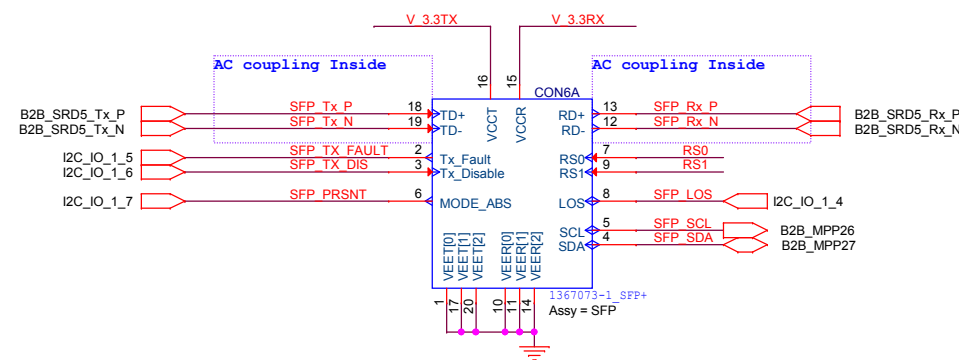 V_3.3TX
V_3.3RX
AC coupling Inside
AC coupling Inside
16
15
CON6A
VCCT
VCCR
B2B_SRD5_Tx_P
SFP_Tx_P
18
TD+
RD+
13
SFP_Rx_P
B2B_SRD5_Rx_P
B2B_SRD5_Tx_N
SFP_Tx_N
19
TD-
RD-
12
SFP_Rx_N
B2B_SRD5_Rx_N
I2C_IO_1_5
SFP_TX_FAULT
2
Tx_Fault
RS0
7
RS0
I2C_IO_1_6
SFP_TX_DIS
3
Tx_Disable
RS1
9
RS1
I2C_IO_1_7
SFP_PRSNT
6
MODE_ABS
LOS
8
SFP_LOS
I2C_IO_1_4
SCL
5
SFP_SCL
B2B_MPP26
SDA
4
SFP_SDA
B2B_MPP27
VEET[0]
VEET[1]
VEET[2]
VEER[0]
VEER[1]
VEER[2]
1
17
20
10
11
14
1367073-1_SFP+
Assy = SFP